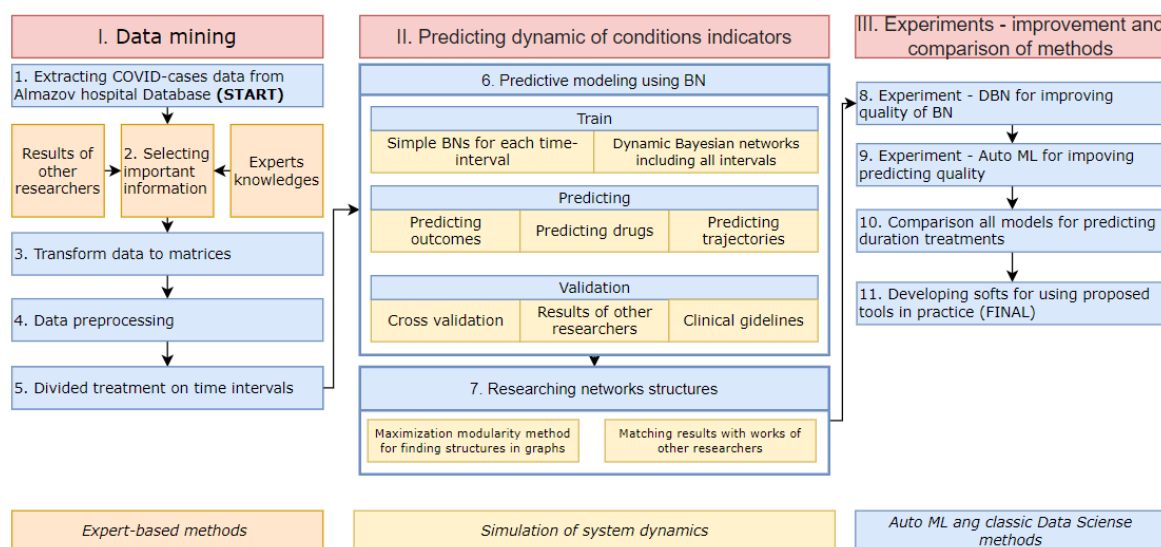 I. Data mining
1. Extracting COVID-cases data from
Almazov hospital Database (START)
Results of
other
researchers
2. Selecting
important
information
Experts
knowledges
3. Transform data to matrices
4. Data preprocessing
5. Divided treatment on time intervals
II. Predicting dynamic of conditions indicators
6. Predictive modeling using BN
Train
Simple BNs for each time-
interval
Dynamic Bayesian networks
including all intervals
Predicting
Predicting
outcomes
Predicting drugs
Predicting
trajectories
Validation
Cross validation
Results of other
researchers
Clinical gidelines
7. Researching networks structures
Maximization modularity method
for finding structures in graphs
Matching results with works of
other researchers
III. Experiments - improvement and
comparison of methods
8. Experiment - DBN for improving
quality of BN
9. Experiment - Auto ML for impoving
predicting quality
10. Comparison all models for predicting
duration treatments
11. Developing softs for using proposed
tools in practice (FINAL)
Expert-based methods
Simulation of system dynamics
Auto ML ang classic Data Sciense
methods